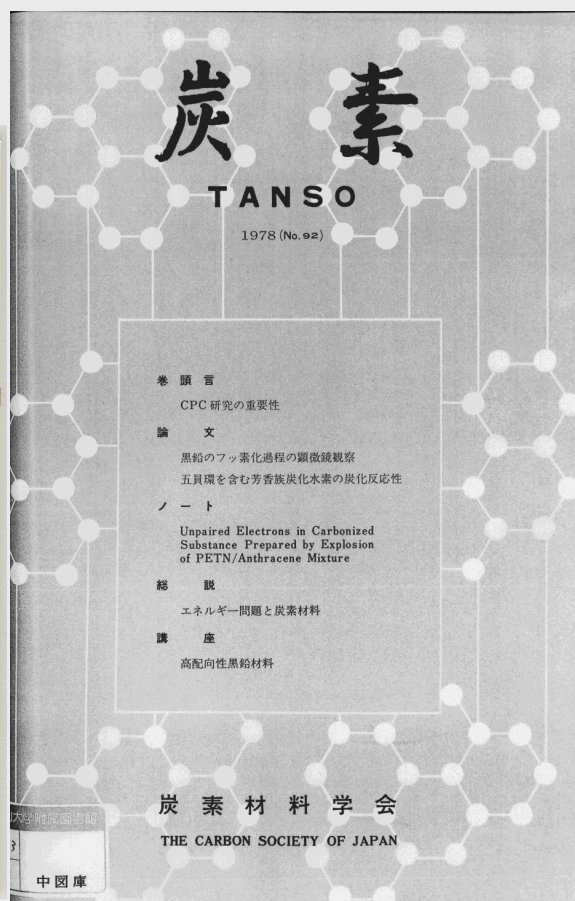 炭素
TANSO
1978 (No. 92)
巻頭言
CPC 研究の重要性
論文
黒鉛のフッ素化過程の顕微鏡観察
五員環を含む芳香族炭化水素の炭化反応性
ノート
Unpaired Electrons in Carbonized
Substance Prepared by Explosion
of PETN/Anthracene Mixture
総説
エネルギー問題と炭素材料
講座
高配向性黒鉛材料
炭素材料学会
THE CARBON SOCIETY OF JAPAN
中図庫